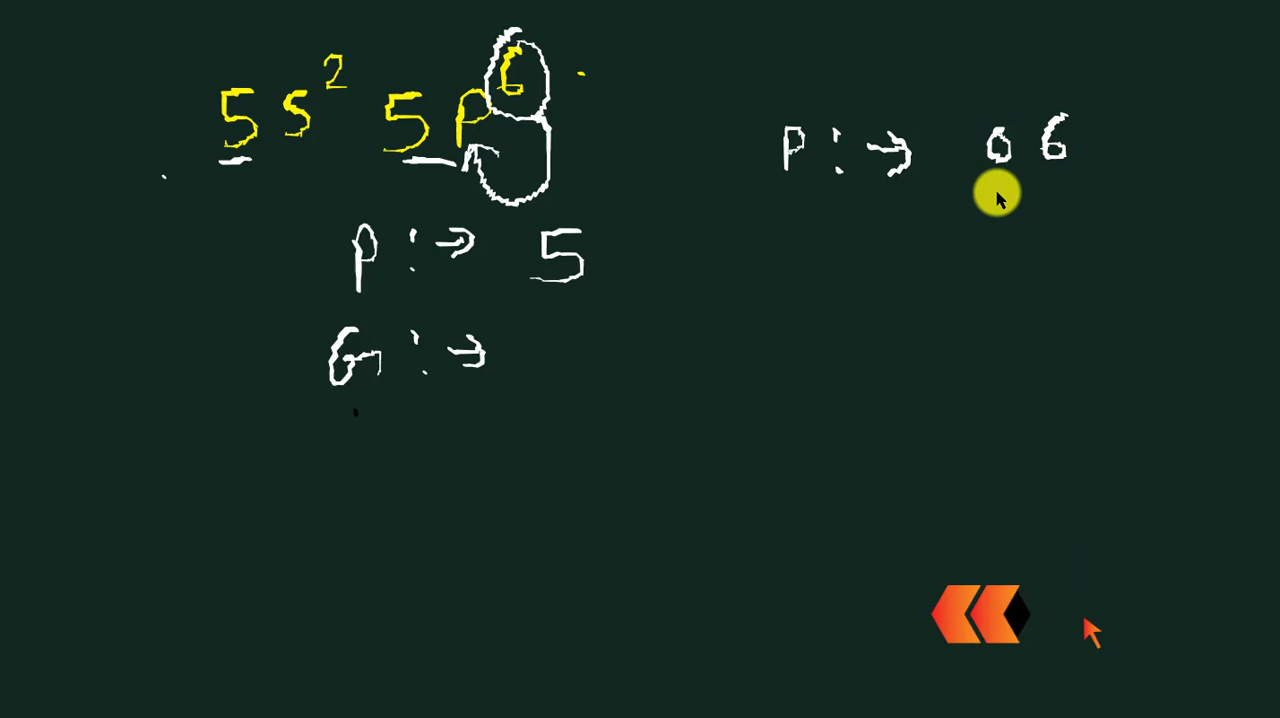 5s² 5p⁶
P :→ 5
G :→
P :→ 06